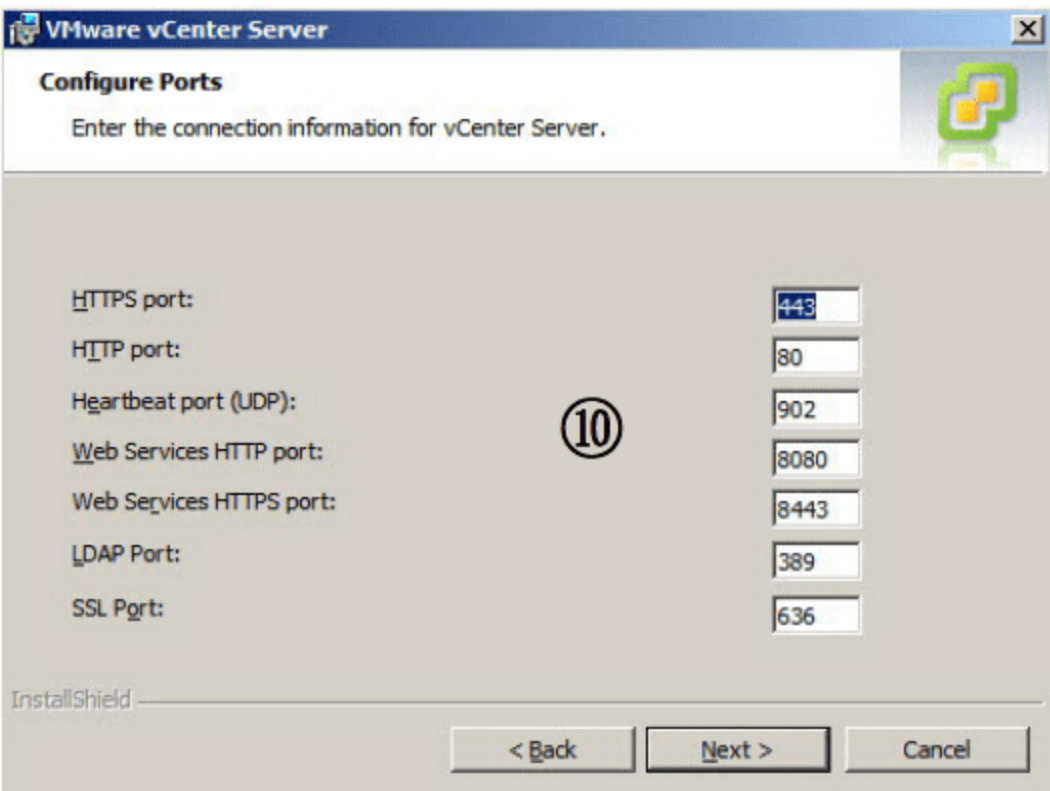 VMware vCenter Server
Configure Ports
Enter the connection information for vCenter Server.
HTTPS port: 443
HTTP port: 80
Heartbeat port (UDP): 902
⑩
Web Services HTTP port: 8080
Web Services HTTPS port: 8443
LDAP Port: 389
SSL Port: 636
InstallShield
< Back Next > Cancel